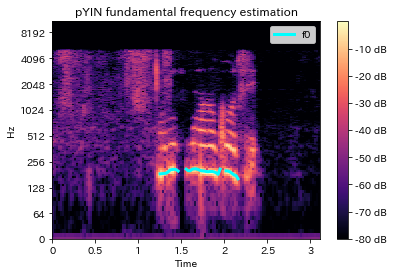 pYIN fundamental frequency estimation
f0
8192
4096
2048
1024
512
256
128
64
0
Hz
0
0.5
1
1.5
2
2.5
3
Time
-10 dB
-20 dB
-30 dB
-40 dB
-50 dB
-60 dB
-70 dB
-80 dB